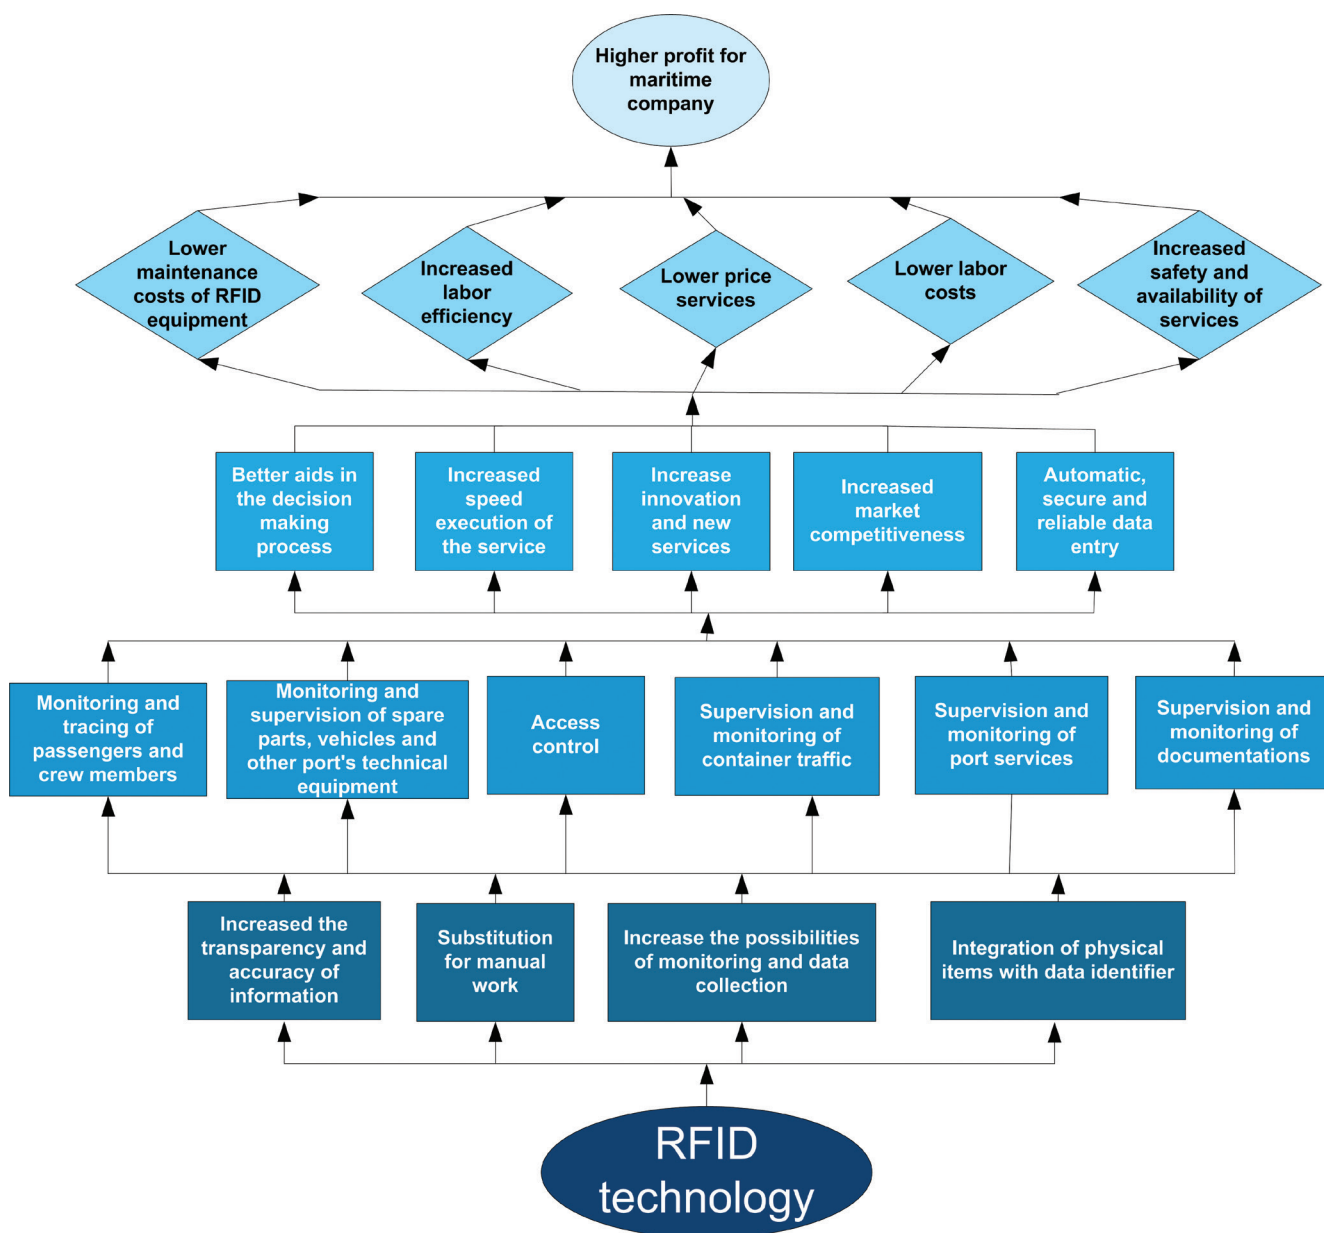 Higher profit for
maritime
company
Lower
maintenance
costs of RFID
equipment
Increased
labor
efficiency
Lower price
services
Lower labor
costs
Increased
safety and
availability of
services
Better aids in
the decision
making
process
Increased
speed
execution of
the service
Increase
innovation
and new
services
Increased
market
competitiveness
Automatic,
secure and
reliable data
entry
Monitoring and
tracing of
passengers and
crew members
Monitoring and
supervision of spare
parts, vehicles and
other port's technical
equipment
Access
control
Supervision and
monitoring of
container traffic
Supervision and
monitoring of
port services
Supervision and
monitoring of
documentations
Increased the
transparency and
accuracy of
information
Substitution
for manual
work
Increase the possibilities
of monitoring and data
collection
Integration of physical
items with data identifier
RFID
technology